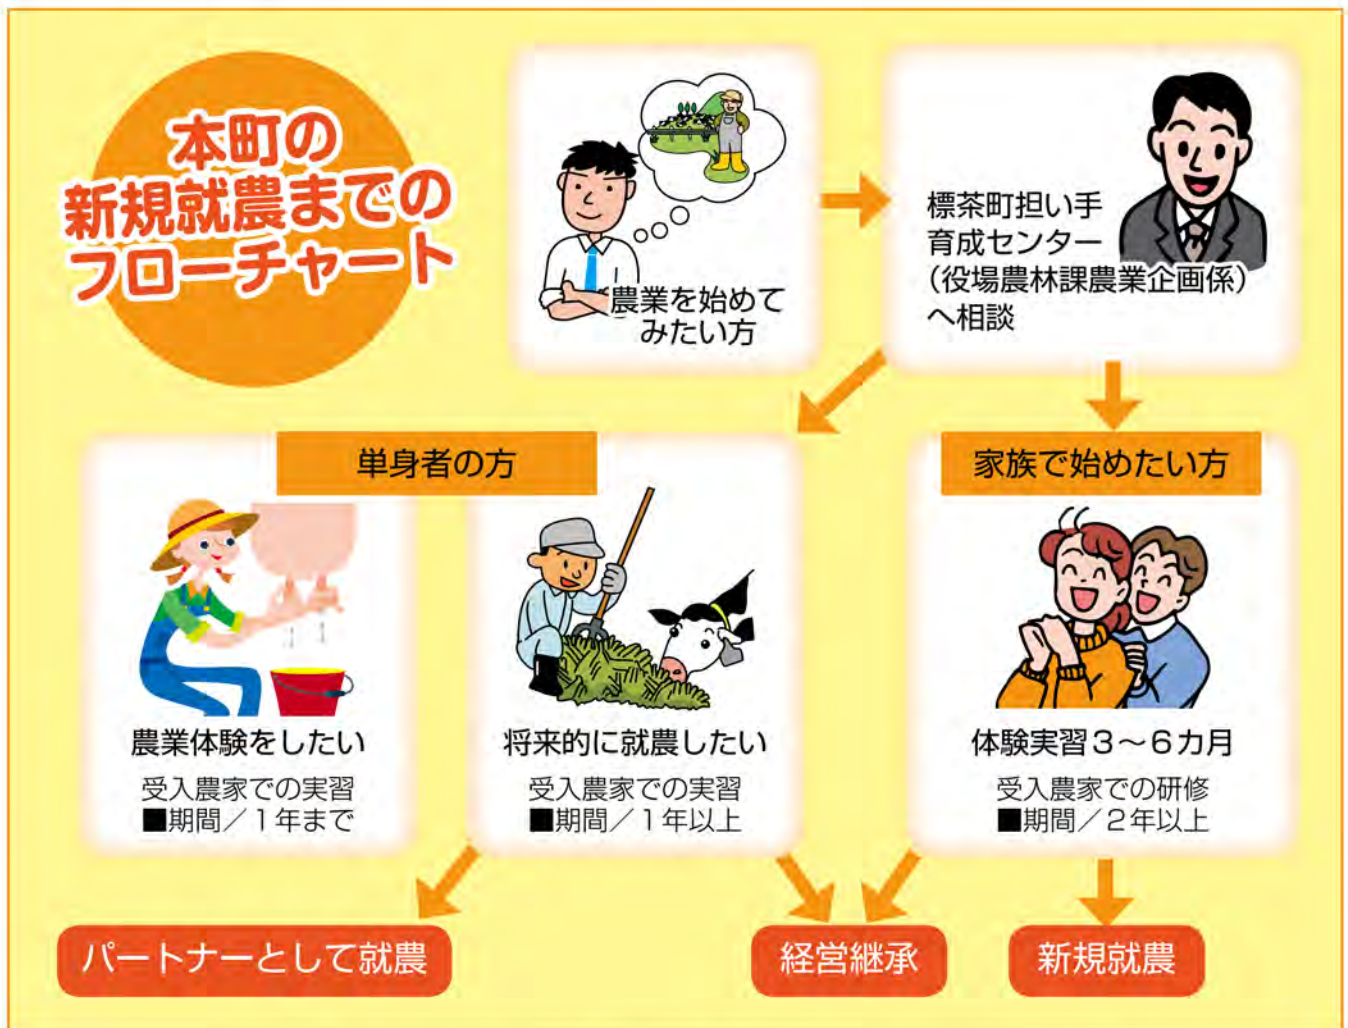 本町の
新規就農までの
フローチャート
農業を始めて
みたい方
標茶町担い手
育成センター
（役場農林課農業企画係）
へ相談
単身者の方
農業体験をしたい
受入農家での実習
■期間／１年まで
将来的に就農したい
受入農家での実習
■期間／１年以上
家族で始めたい方
体験実習３～６カ月
受入農家での研修
■期間／２年以上
パートナーとして就農
経営継承
新規就農